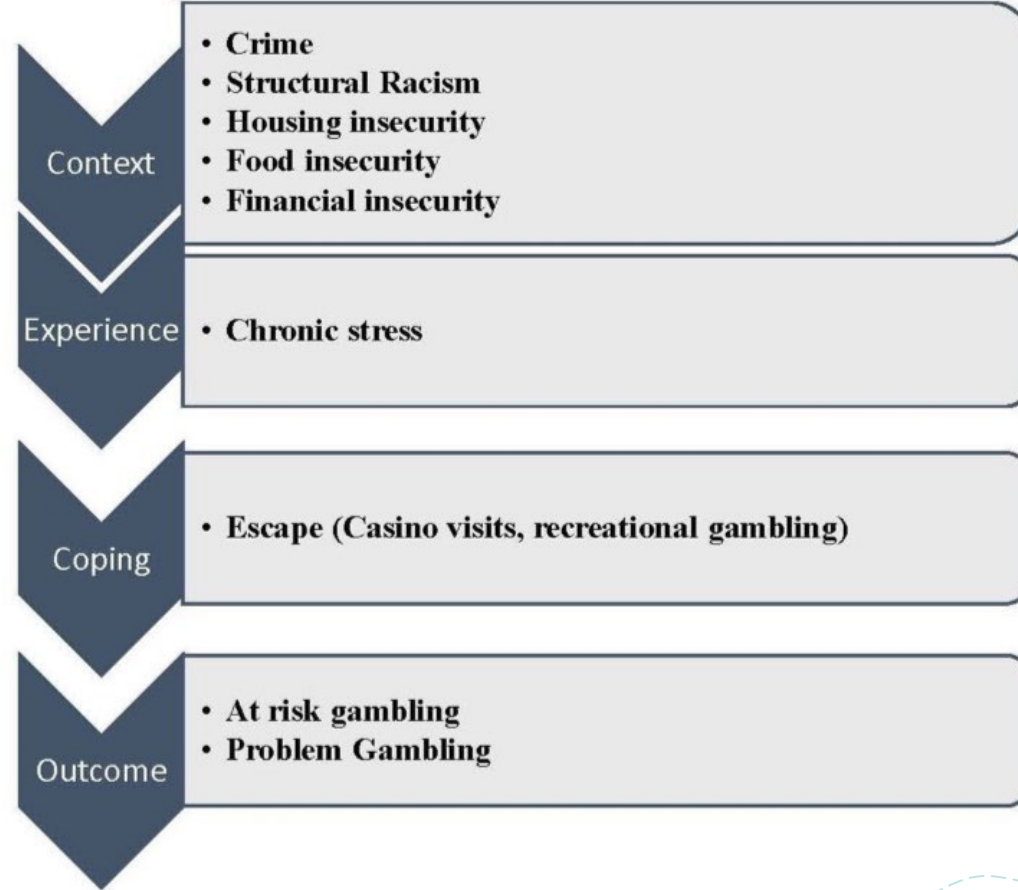 Context
• Crime
• Structural Racism
• Housing insecurity
• Food insecurity
• Financial insecurity
Experience
• Chronic stress
Coping
• Escape (Casino visits, recreational gambling)
Outcome
• At risk gambling
• Problem Gambling